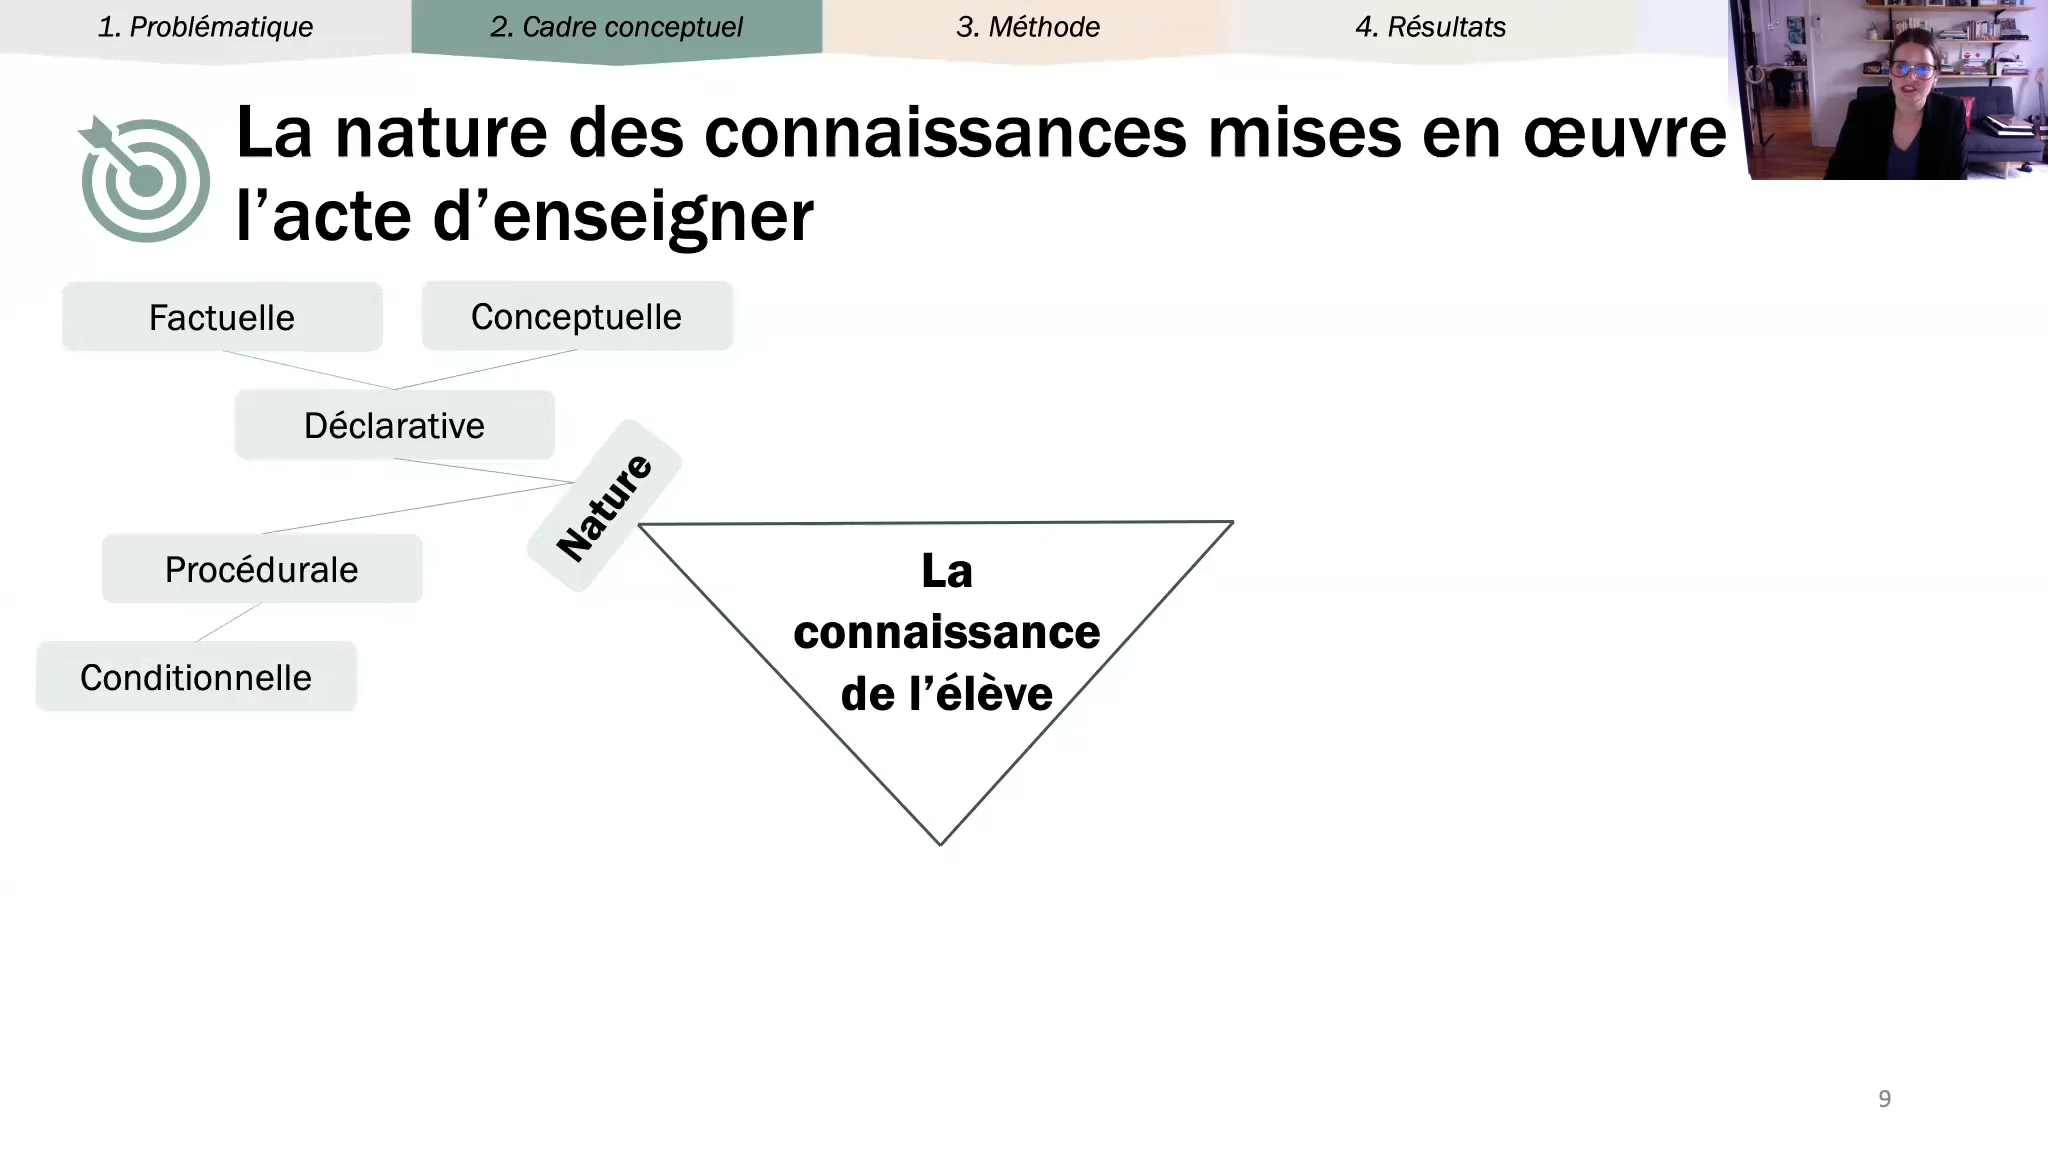 1. Problématique
2. Cadre conceptuel
3. Méthode
4. Résultats
La nature des connaissances mises en œuvre
l’acte d’enseigner
Factuelle
Conceptuelle
Déclarative
Nature
Procédurale
Conditionnelle
La
connaissance
de l’élève
9